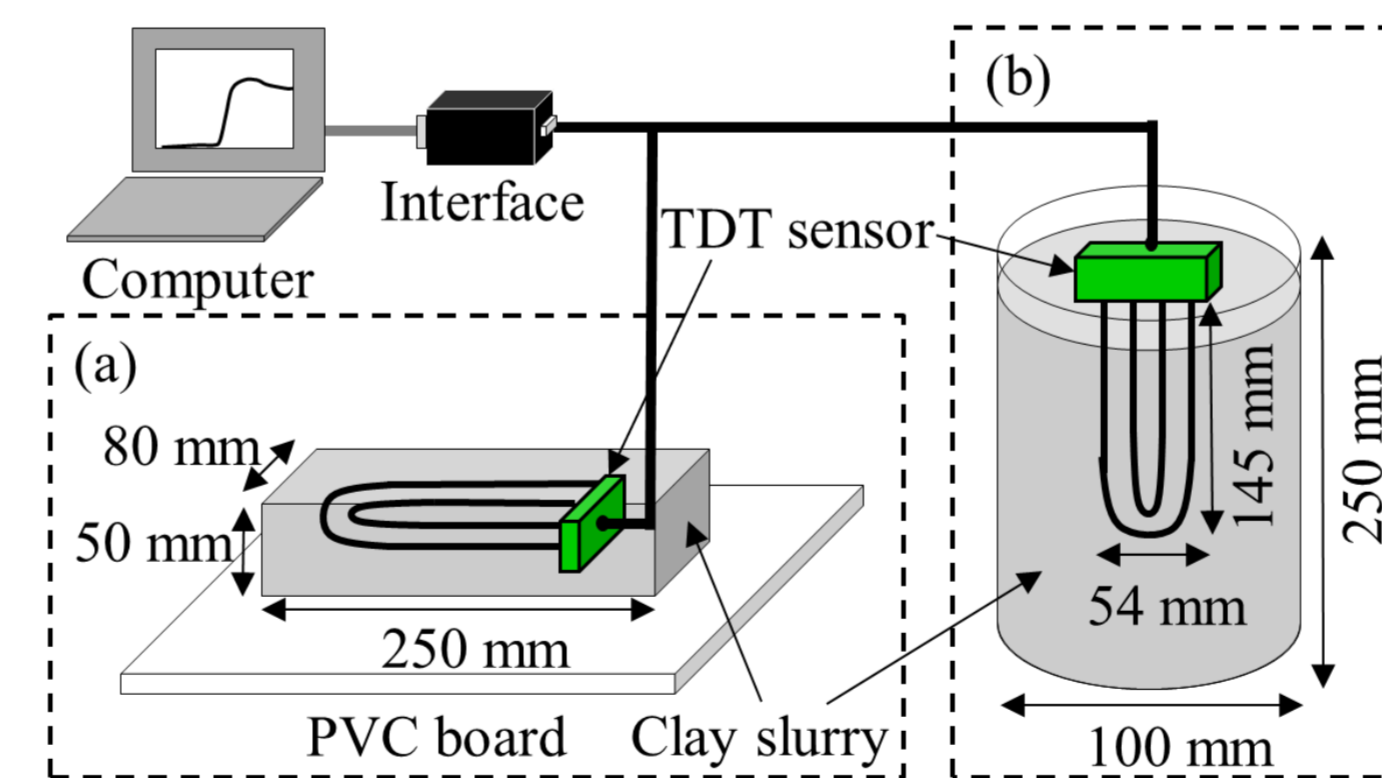 (b)
Interface
TDT sensor
Computer
(a)
80 mm
50 mm
250 mm
145 mm
250 mm
54 mm
PVC board
Clay slurry
100 mm